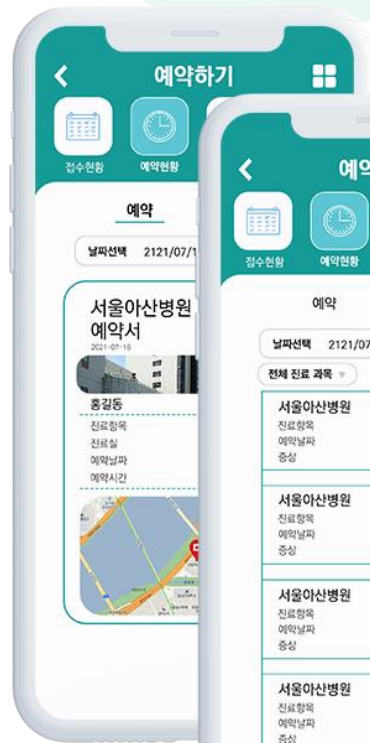 예약하기
접수현황
예약현황
예약
날짜선택 2121/07/1
서울아산병원
예약서
2021-07-15
홍길동
진료항목
진료실
예약날짜
예약시간
예약
접수현황
예약현황
예약
날짜선택 2121/07
전체 진료 과목
서울아산병원
진료항목
예약날짜
증상
서울아산병원
진료항목
예약날짜
증상
서울아산병원
진료항목
예약날짜
증상
서울아산병원
진료항목
예약날짜
증상